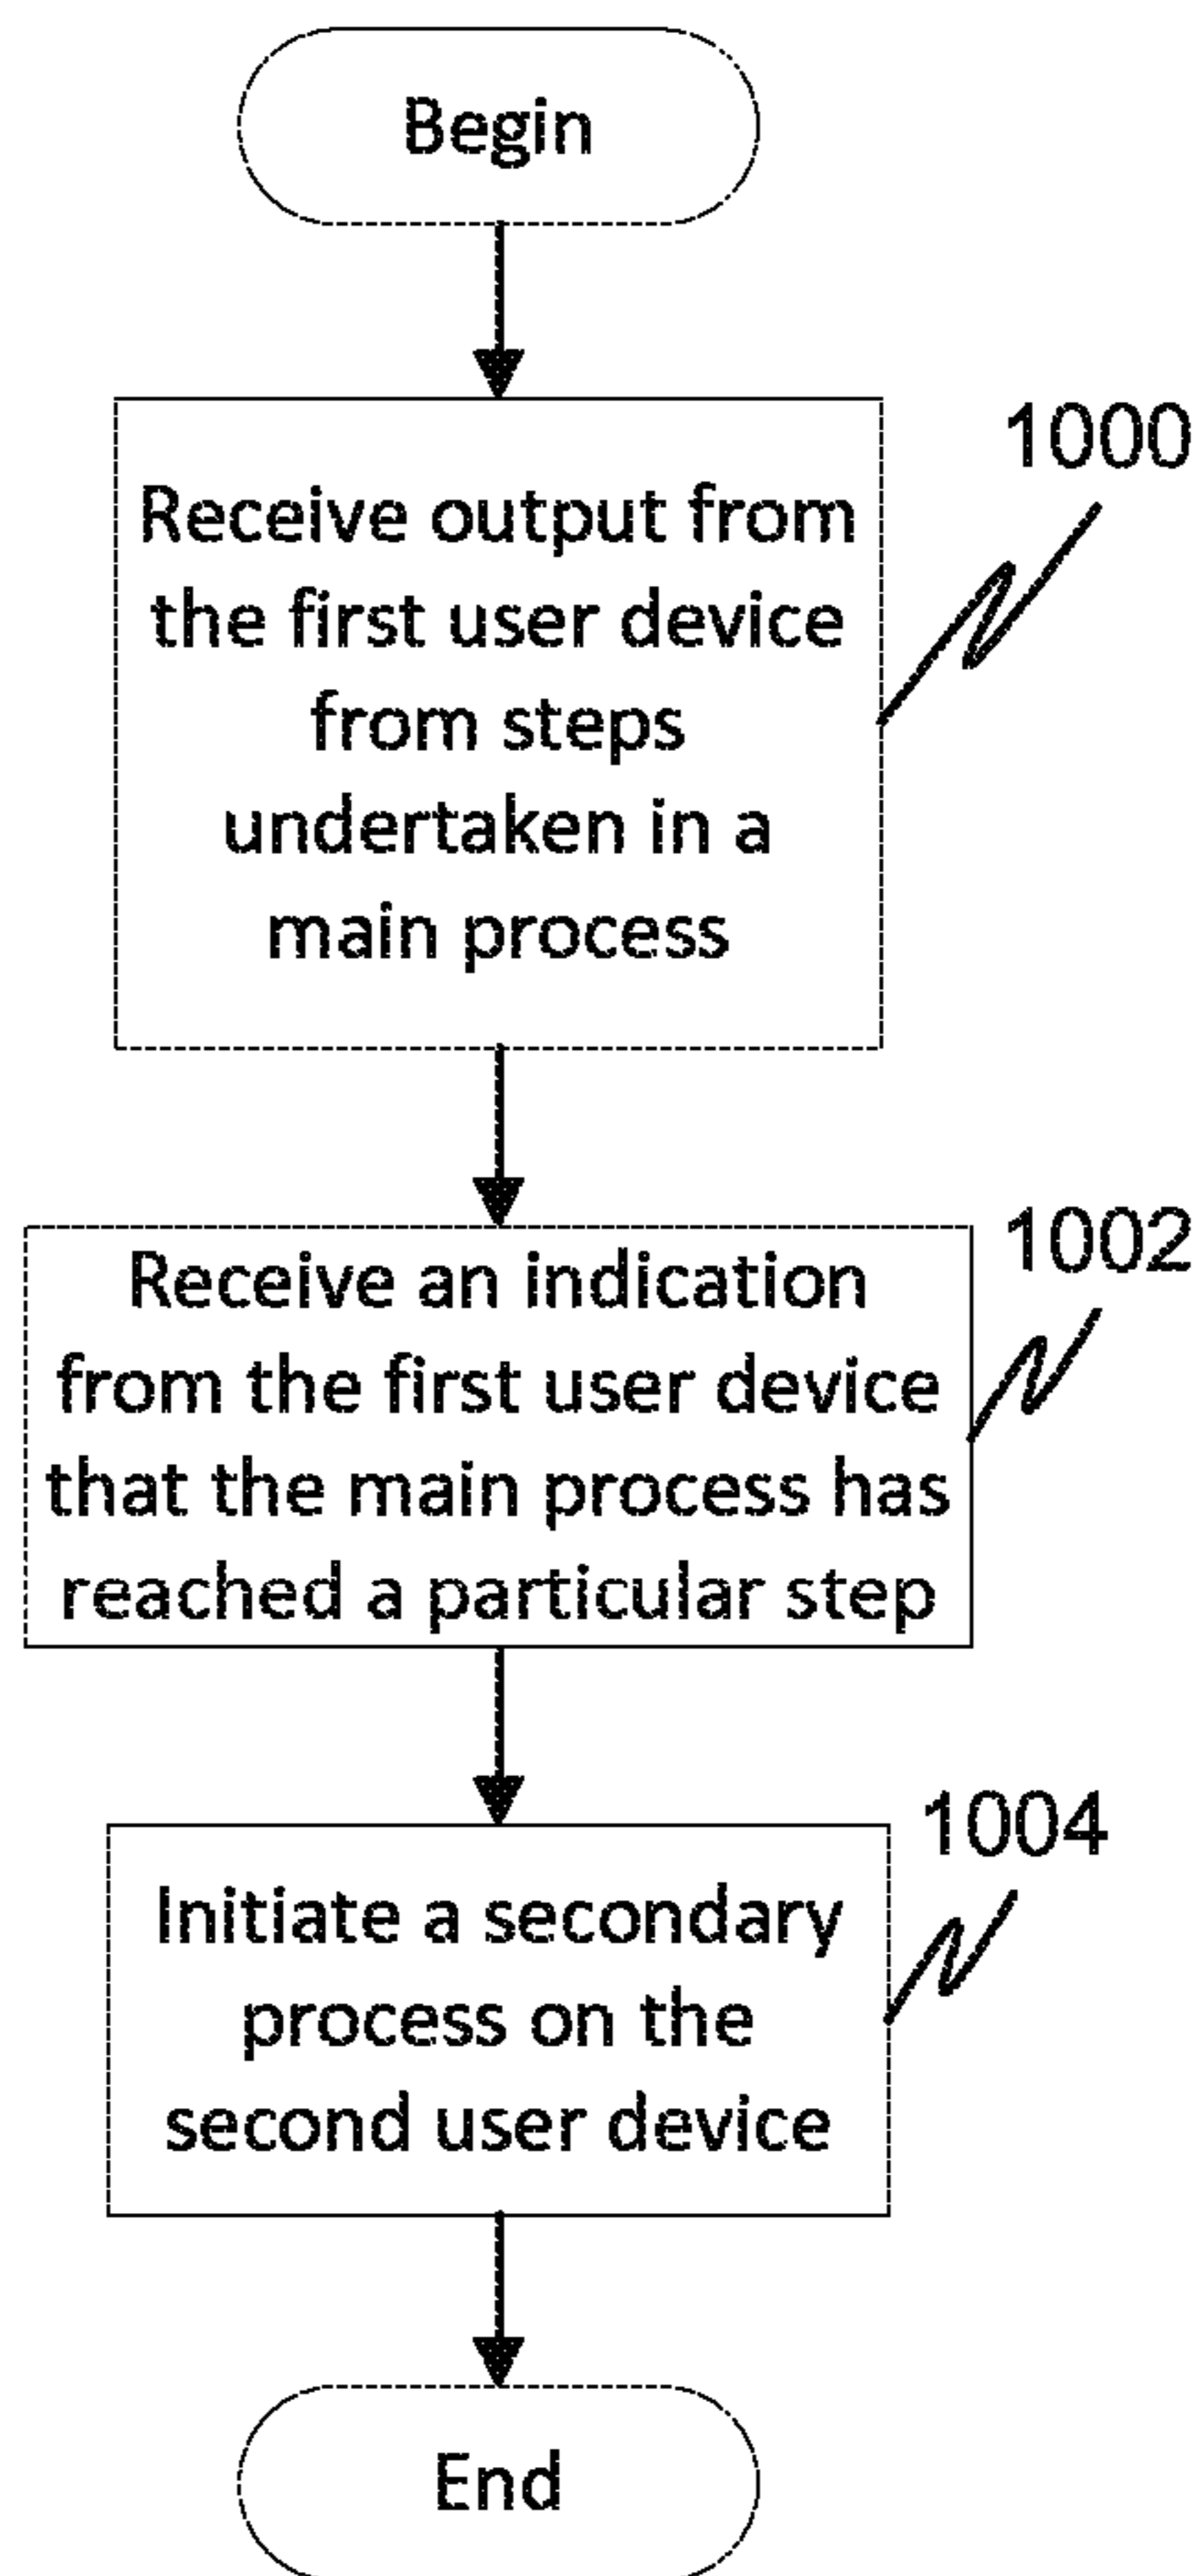 Begin
1000
Receive output from
the first user device
from steps
undertaken in a
main process
1002
Receive an indication
from the first user device
that the main process has
reached a particular step
1004
Initiate a secondary
process on the
second user device
End